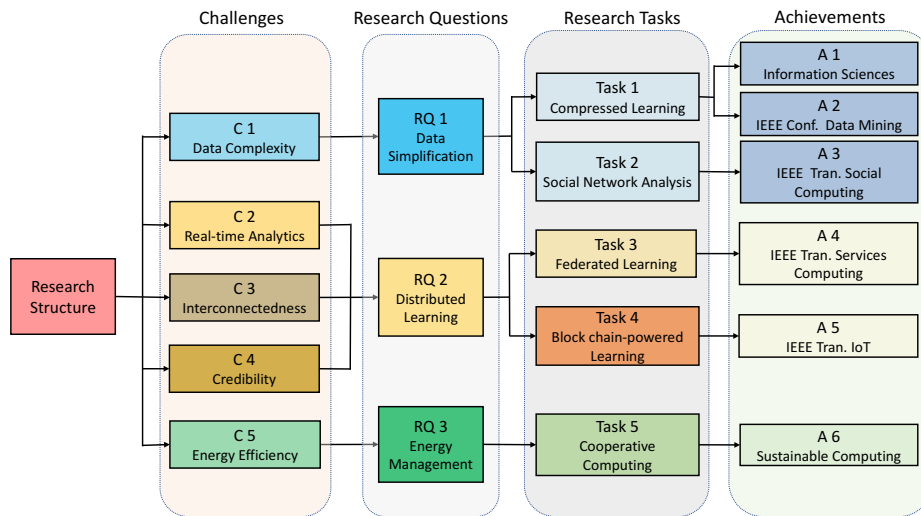 Challenges
Research Questions
Research Tasks
Achievements
Research
Structure
C 1
Data Complexity
C 2
Real-time Analytics
C 3
Interconnectedness
C 4
Credibility
C 5
Energy Efficiency
RQ 1
Data
Simplification
RQ 2
Distributed
Learning
RQ 3
Energy
Management
Task 1
Compressed Learning
Task 2
Social Network Analysis
Task 3
Federated Learning
Task 4
Block chain-powered
Learning
Task 5
Cooperative
Computing
A 1
Information Sciences
A 2
IEEE Conf. Data Mining
A 3
IEEE Tran. Social
Computing
A 4
IEEE Tran. Services
Computing
A 5
IEEE Tran. IoT
A 6
Sustainable Computing